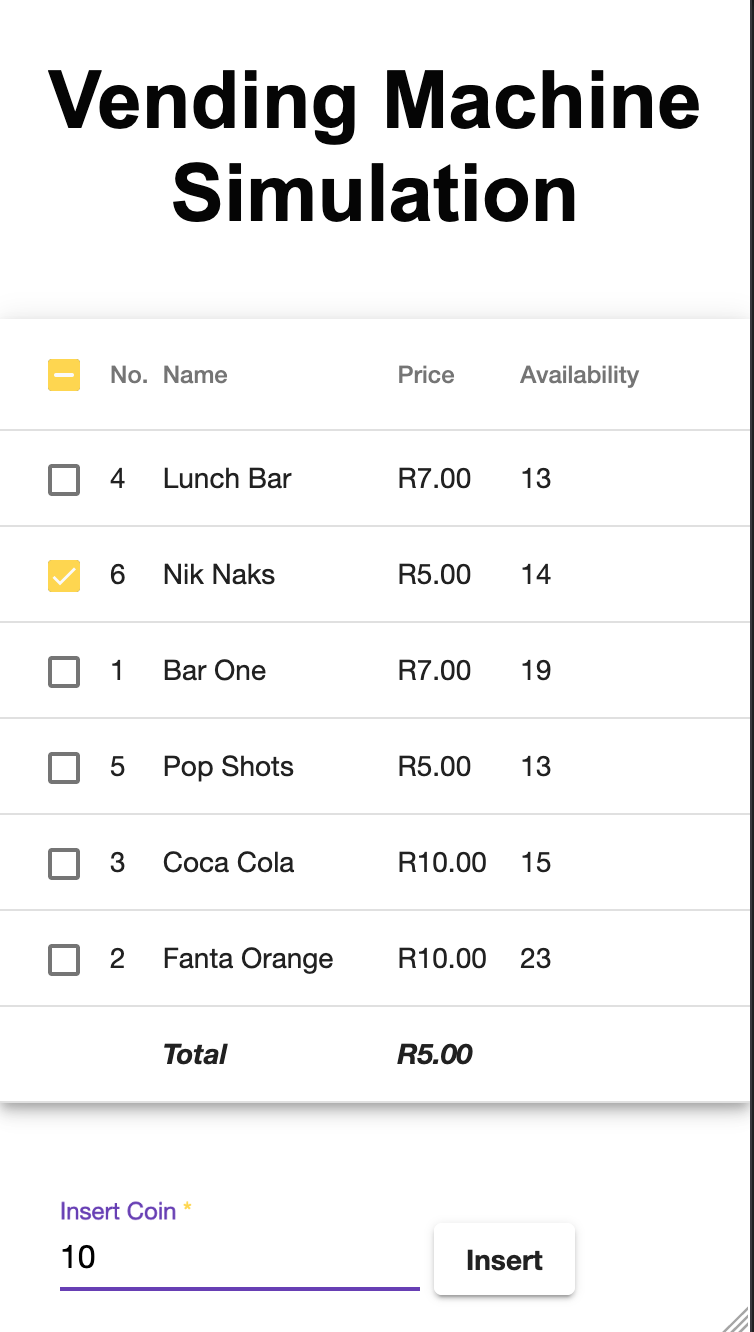 Vending Machine
Simulation
No. Name Price Availability
4 Lunch Bar R7.00 13
6 Nik Naks R5.00 14
1 Bar One R7.00 19
5 Pop Shots R5.00 13
3 Coca Cola R10.00 15
2 Fanta Orange R10.00 23
Total R5.00
Insert Coin *
10
Insert